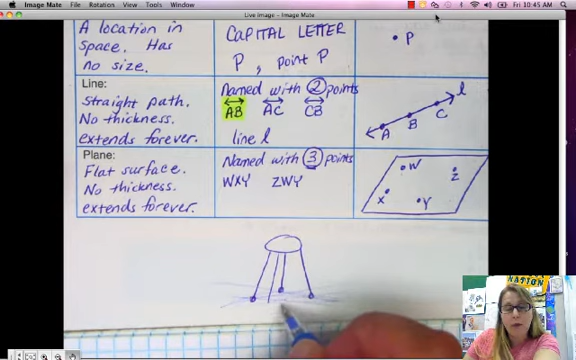 Image Mate File Edit Tools Window Fri 10:45 AM
Live Image - Image Mate
A location in
space. Has
no size.
CAPITAL LETTER
P , point P
P
Line:
Straight path.
No thickness.
extends forever.
Named with 2 points
AB AC CB
line l
A B C l
Plane:
Flat surface.
No thickness.
extends forever.
Named with 3 points
WXY ZWY
W
Z
X
Y